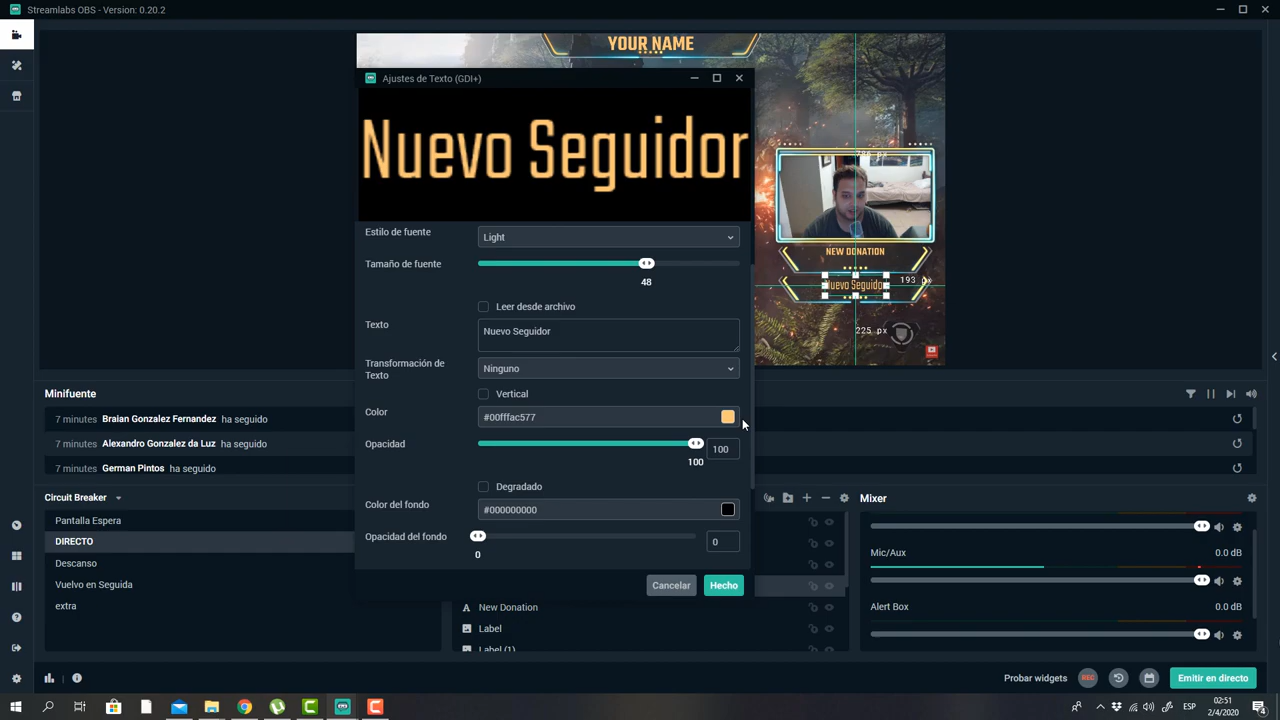 Streamlabs OBS - Version: 0.20.2
YOUR NAME
Ajustes de Texto (GDI+)
Nuevo Seguidor
Estilo de fuente
Light
Tamaño de fuente
48
Leer desde archivo
Texto
Nuevo Seguidor
Transformación de
Texto
Ninguno
Vertical
Color
#00fffac577
Opacidad
100
100
Degradado
Color del fondo
#000000000
Opacidad del fondo
0
0
Cancelar
Hecho
NEW DONATION
Nuevo Seguido
193 px
225 px
Minifuente
7 minutes Braian Gonzalez Fernandez ha seguido
7 minutes Alexandro Gonzalez da Luz ha seguido
7 minutes German Pintos ha seguido
Circuit Breaker
Pantalla Espera
DIRECTO
Descanso
Vuelvo en Seguida
extra
New Donation
Label
Label (1)
Mixer
Mic/Aux
0.0 dB
Alert Box
0.0 dB
Probar widgets
REC
Emitir en directo
ESP
02:51
2/4/2020
4